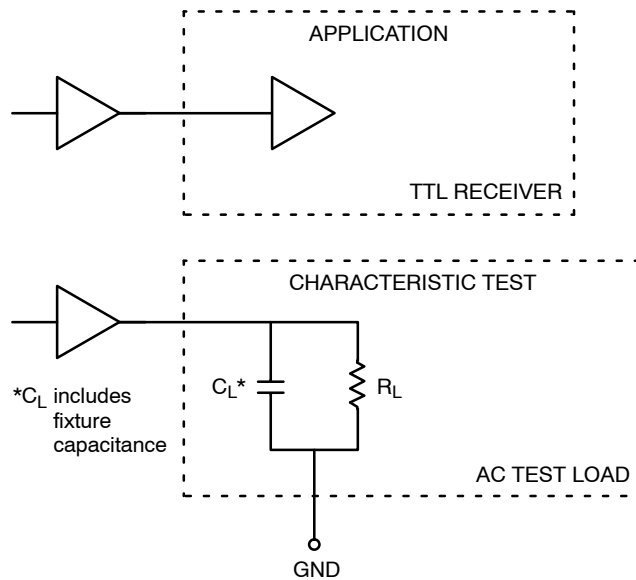 APPLICATION
TTL RECEIVER
CHARACTERISTIC TEST
*CL includes
fixture
capacitance
CL*
RL
AC TEST LOAD
GND